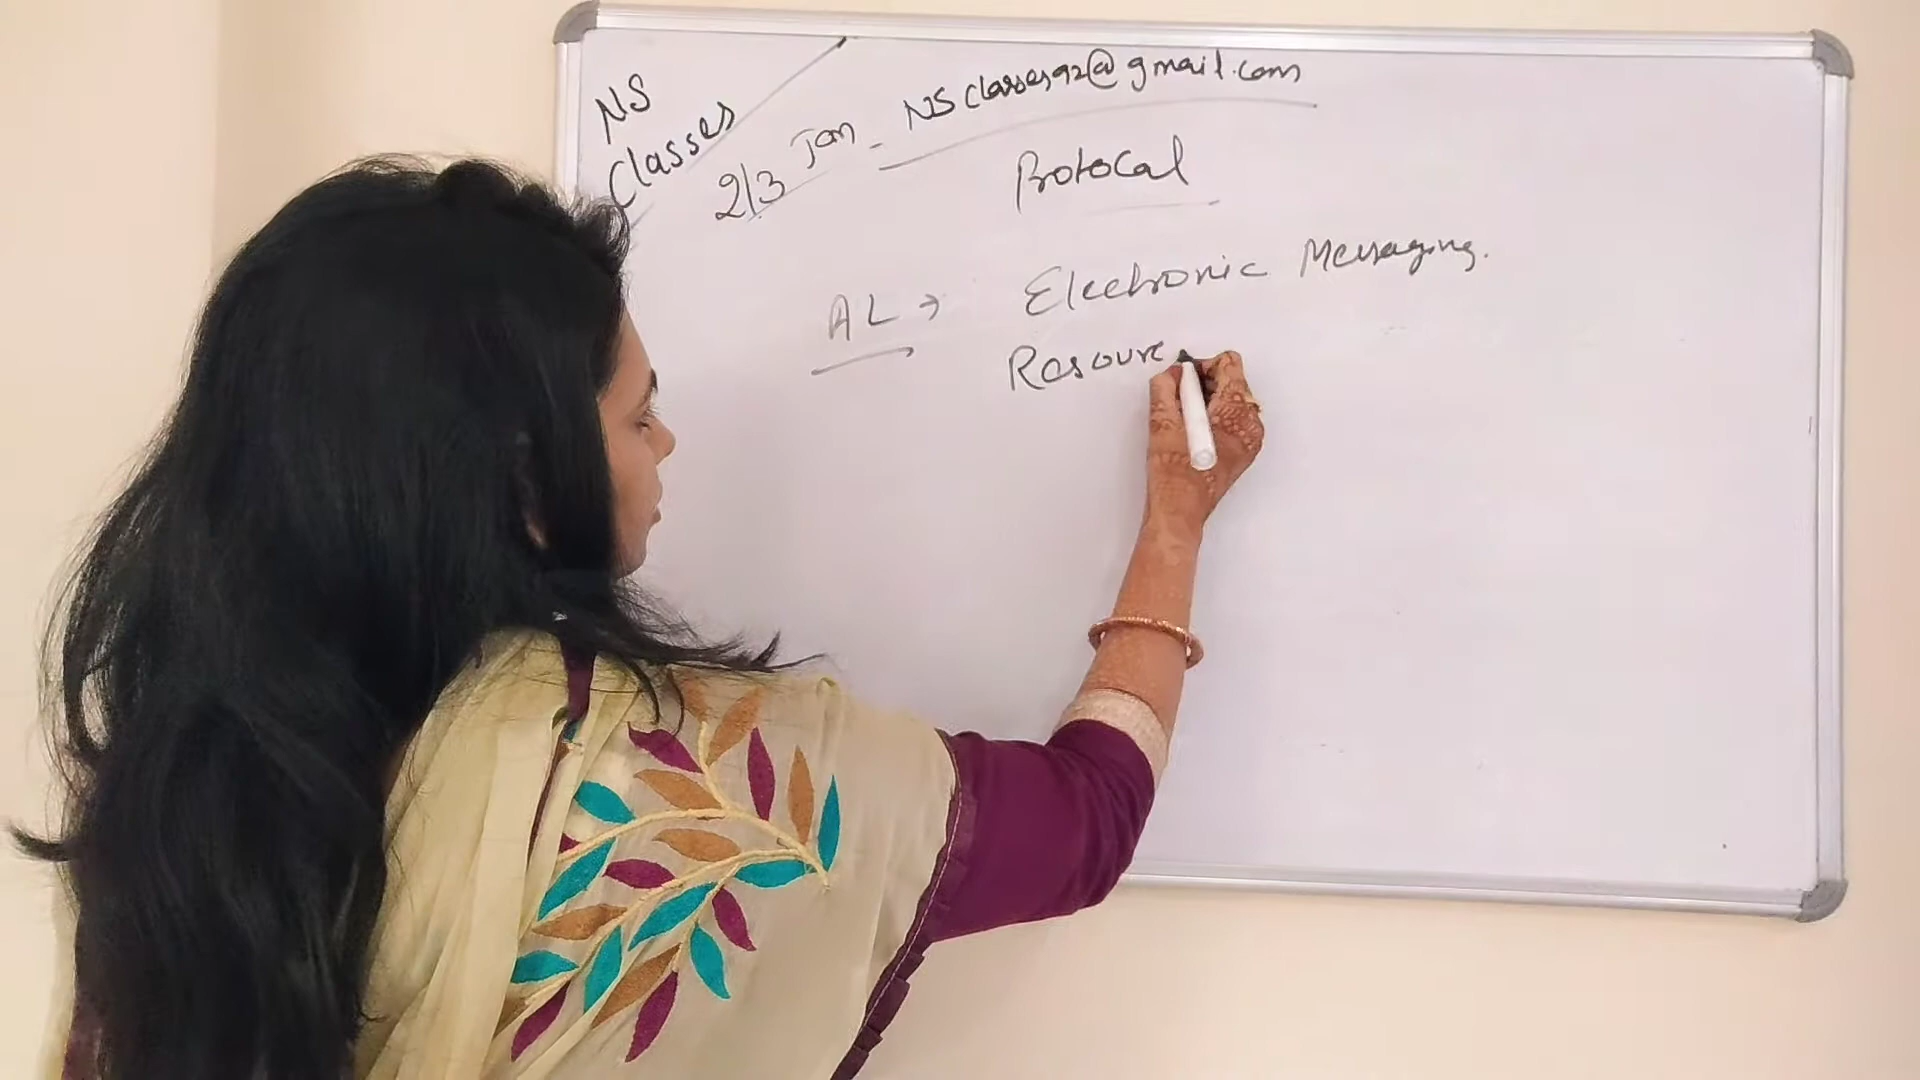 NS
Classes
2/3 Jan - NSclasses92@gmail.com
Protocal
AL → Electronic Messaging.
Resourc